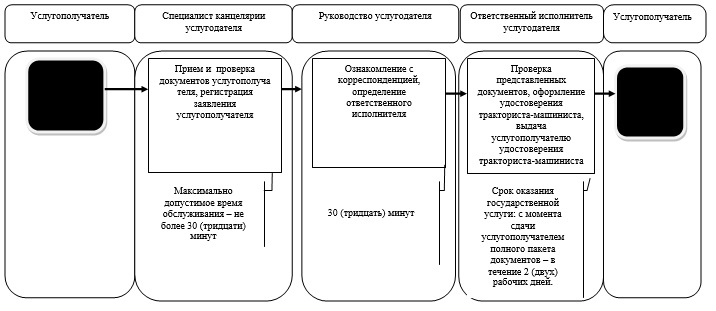 Услугополучатель
Специалист канцелярии
услугодателя
Руководство услугодателя
Ответственный исполнитель
услугодателя
Услугополучатель
Прием и проверка
документов услугополуча
теля, регистрация
заявления
услугополучателя
Максимально
допустимое время
обслуживания – не
более 30 (тридцати)
минут
Ознакомление с
корреспонденцией,
определение
ответственного
исполнителя
30 (тридцать) минут
Проверка
представленных
документов, оформление
удостоверения
тракториста-машиниста,
выдача
услугополучателю
удостоверения
тракториста-машиниста
Срок оказания
государственной
услуги: с момента
сдачи
услугополучателем
полного пакета
документов – в
течение 2 (двух)
рабочих дней.